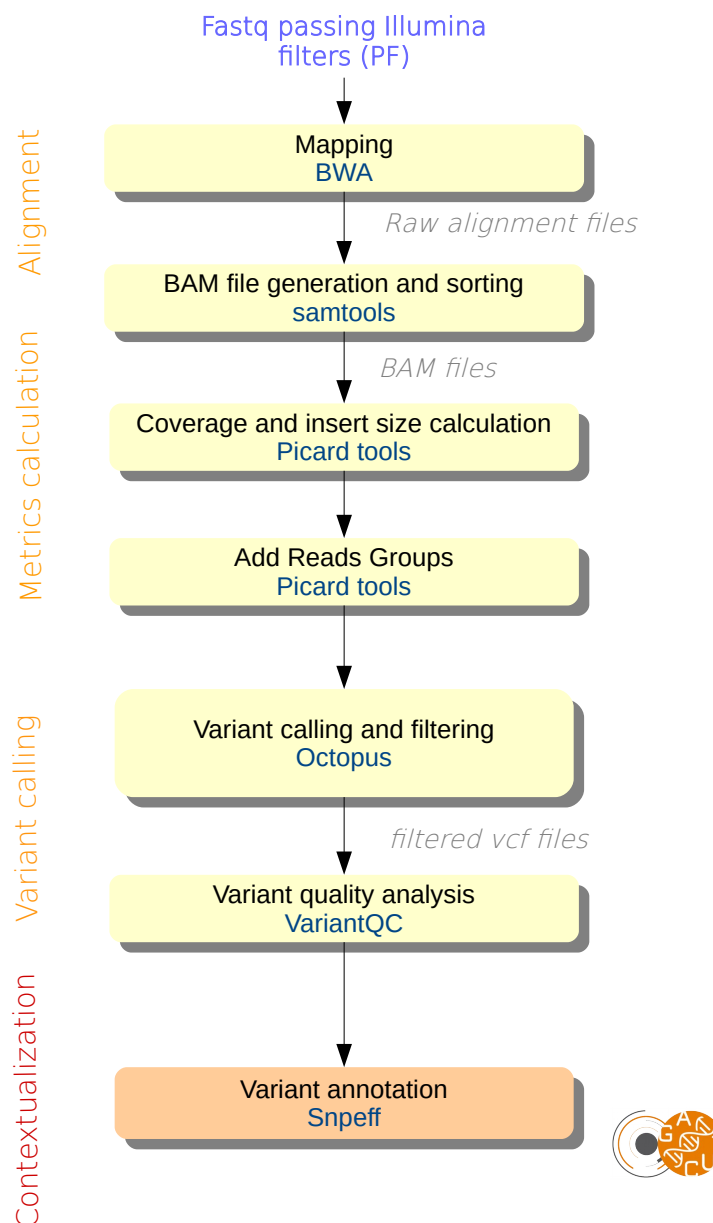 Fastq passing Illumina
filters (PF)
Alignment
Mapping
BWA
Raw alignment files
BAM file generation and sorting
samtools
Metrics calculation
BAM files
Coverage and insert size calculation
Picard tools
Add Reads Groups
Picard tools
Variant calling
Variant calling and filtering
Octopus
filtered vcf files
Variant quality analysis
VariantQC
Contextualization
Variant annotation
Snpeff
G A C U